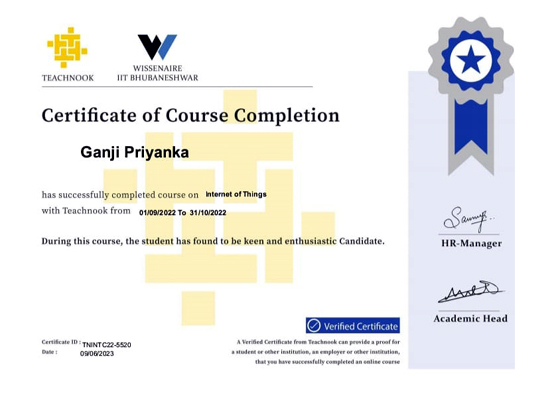 TEACHNOOK
WISSENAIRE
IIT BHUBANESHWAR
Certificate of Course Completion
Ganji Priyanka
has successfully completed course on Internet of Things
with Teachnook from 01/09/2022 To 31/10/2022
During this course, the student has found to be keen and enthusiastic Candidate.
HR-Manager
Academic Head
Verified Certificate
Certificate ID : TNINTC22-5520
Date : 09/06/2023
A Verified Certificate from Teachnook can provide a proof for
a student or other institution, an employer or other institution,
that you have successfully completed an online course